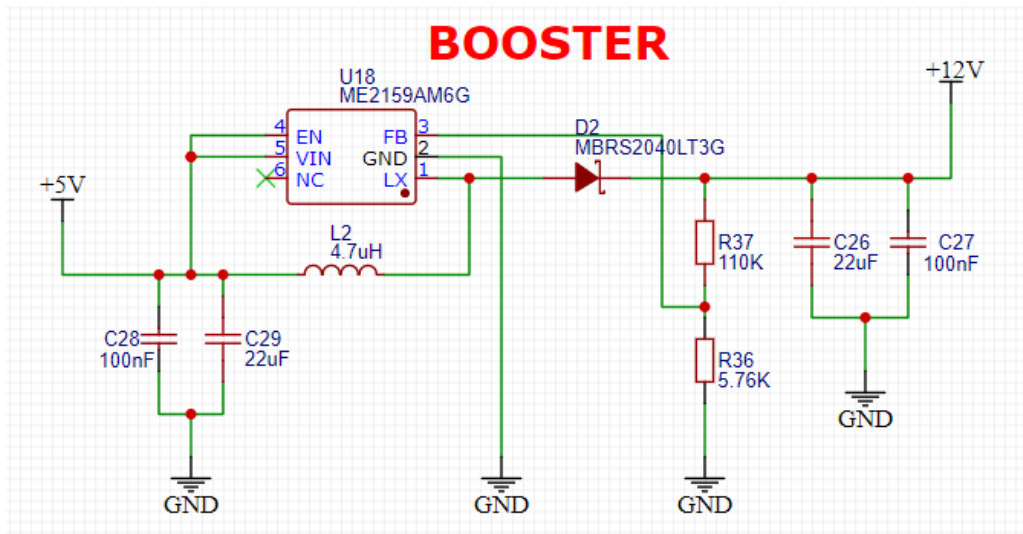 BOOSTER
U18
ME2159AM6G
4 EN
5 VIN
6 NC
FB 3
GND 2
LX 1
D2
MBRS2040LT3G
+12V
+5V
L2
4.7uH
R37
110K
C26
22uF
C27
100nF
C28
100nF
C29
22uF
R36
5.76K
GND
GND
GND
GND